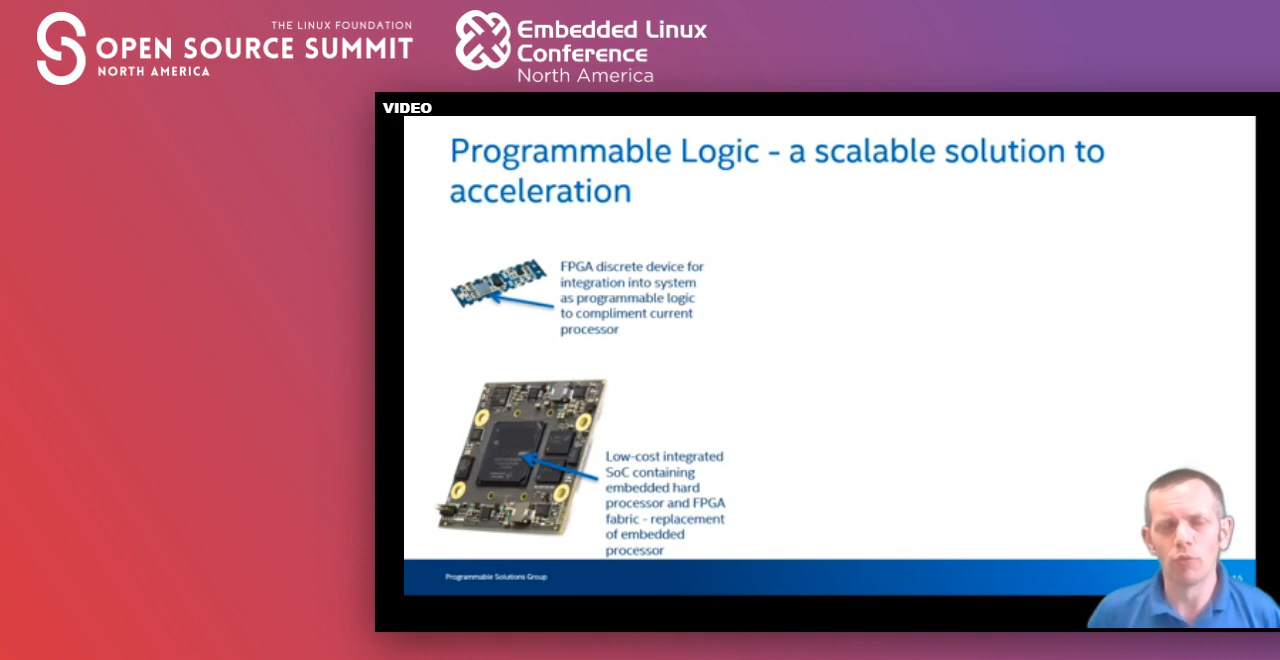 THE LINUX FOUNDATION
OPEN SOURCE SUMMIT
NORTH AMERICA
Embedded Linux
Conference
North America
VIDEO
Programmable Logic - a scalable solution to
acceleration
FPGA discrete device for
integration into system
as programmable logic
to compliment current
processor
Low-cost integrated
SoC containing
embedded hard
processor and FPGA
fabric - replacement
of embedded
processor
Programmable Solutions Group